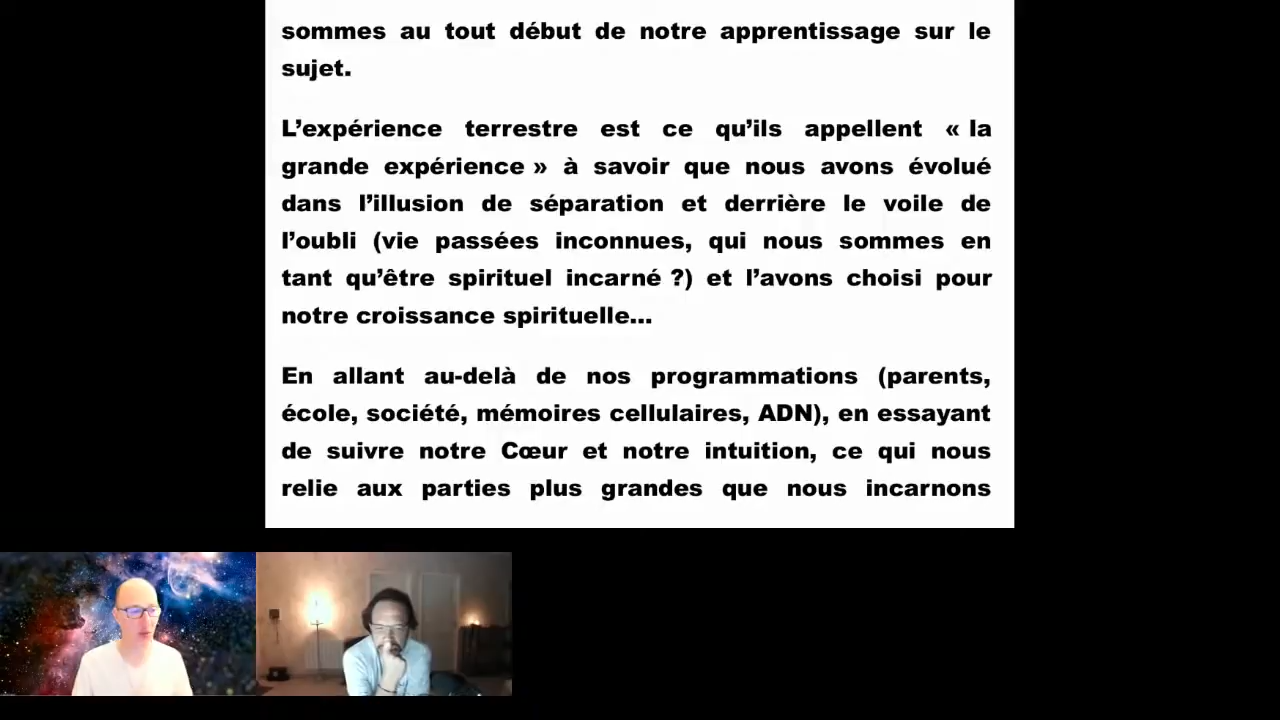 sommes au tout début de notre apprentissage sur le
sujet.
L’expérience terrestre est ce qu’ils appellent « la
grande expérience » à savoir que nous avons évolué
dans l’illusion de séparation et derrière le voile de
l’oubli (vie passées inconnues, qui nous sommes en
tant qu’être spirituel incarné ?) et l’avons choisi pour
notre croissance spirituelle...
En allant au-delà de nos programmations (parents,
école, société, mémoires cellulaires, ADN), en essayant
de suivre notre Cœur et notre intuition, ce qui nous
relie aux parties plus grandes que nous incarnons